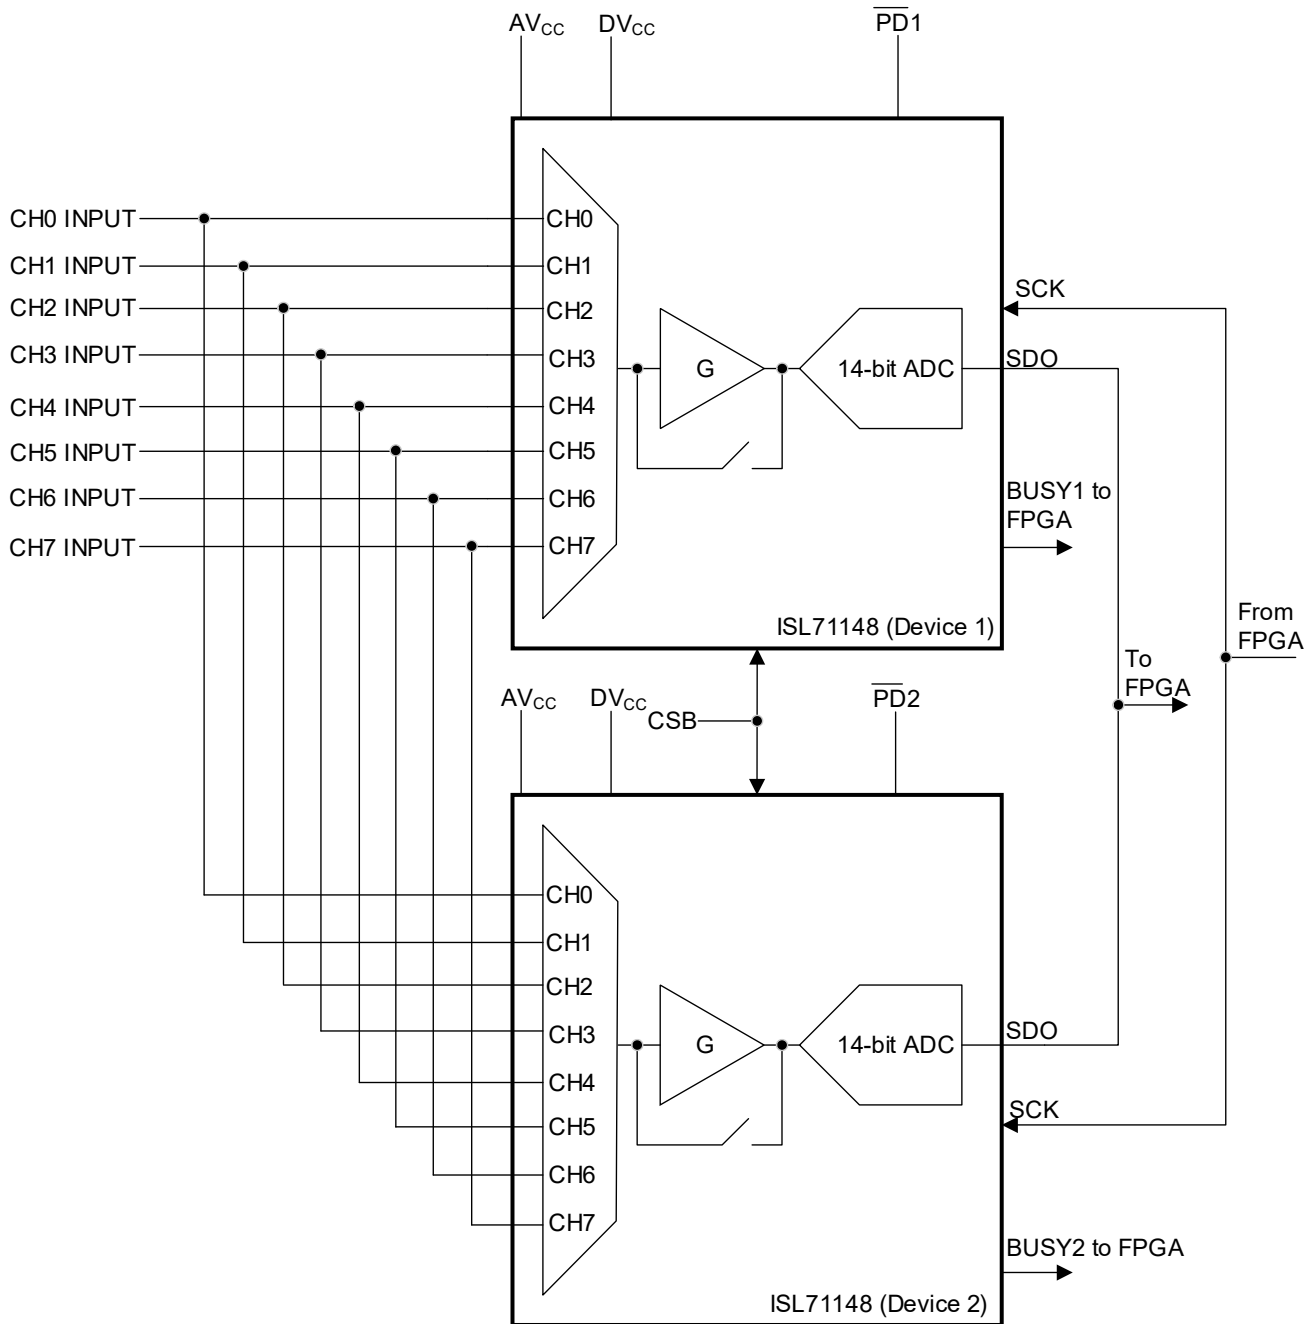 AVCC
DVCC
PD1
CH0 INPUT
CH1 INPUT
CH2 INPUT
CH3 INPUT
CH4 INPUT
CH5 INPUT
CH6 INPUT
CH7 INPUT
CH0
CH1
CH2
CH3
CH4
CH5
CH6
CH7
G
14-bit ADC
SCK
SDO
BUSY1 to
FPGA
ISL71148 (Device 1)
From
FPGA
To
FPGA
AVCC
DVCC
CSB
PD2
CH0
CH1
CH2
CH3
CH4
CH5
CH6
CH7
G
14-bit ADC
SDO
SCK
BUSY2 to FPGA
ISL71148 (Device 2)